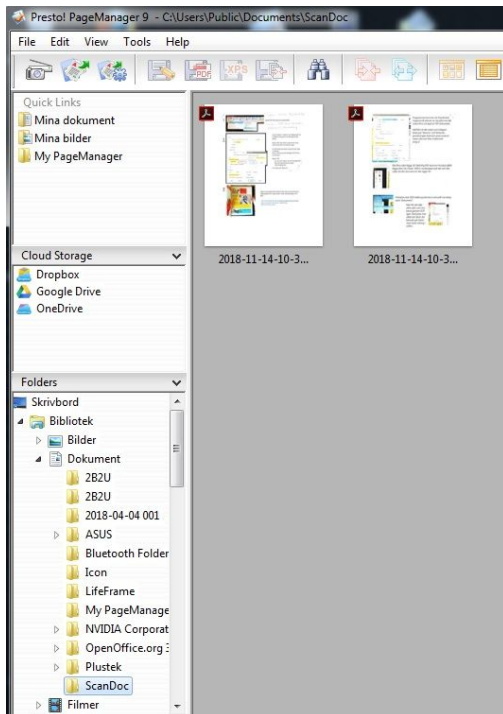 Presto! PageManager 9 - C:\Users\Public\Documents\ScanDoc
File Edit View Tools Help
PDF XPS
Quick Links
Mina dokument
Mina bilder
My PageManager
2018-11-14-10-3... 2018-11-14-10-3...
Cloud Storage
Dropbox
Google Drive
OneDrive
Folders
Skrivbord
Bibliotek
Bilder
Dokument
2B2U
2B2U
2018-04-04 001
ASUS
Bluetooth Folder
Icon
LifeFrame
My PageManage
NVIDIA Corporat
OpenOffice.org 3
Plustek
ScanDoc
Filmer